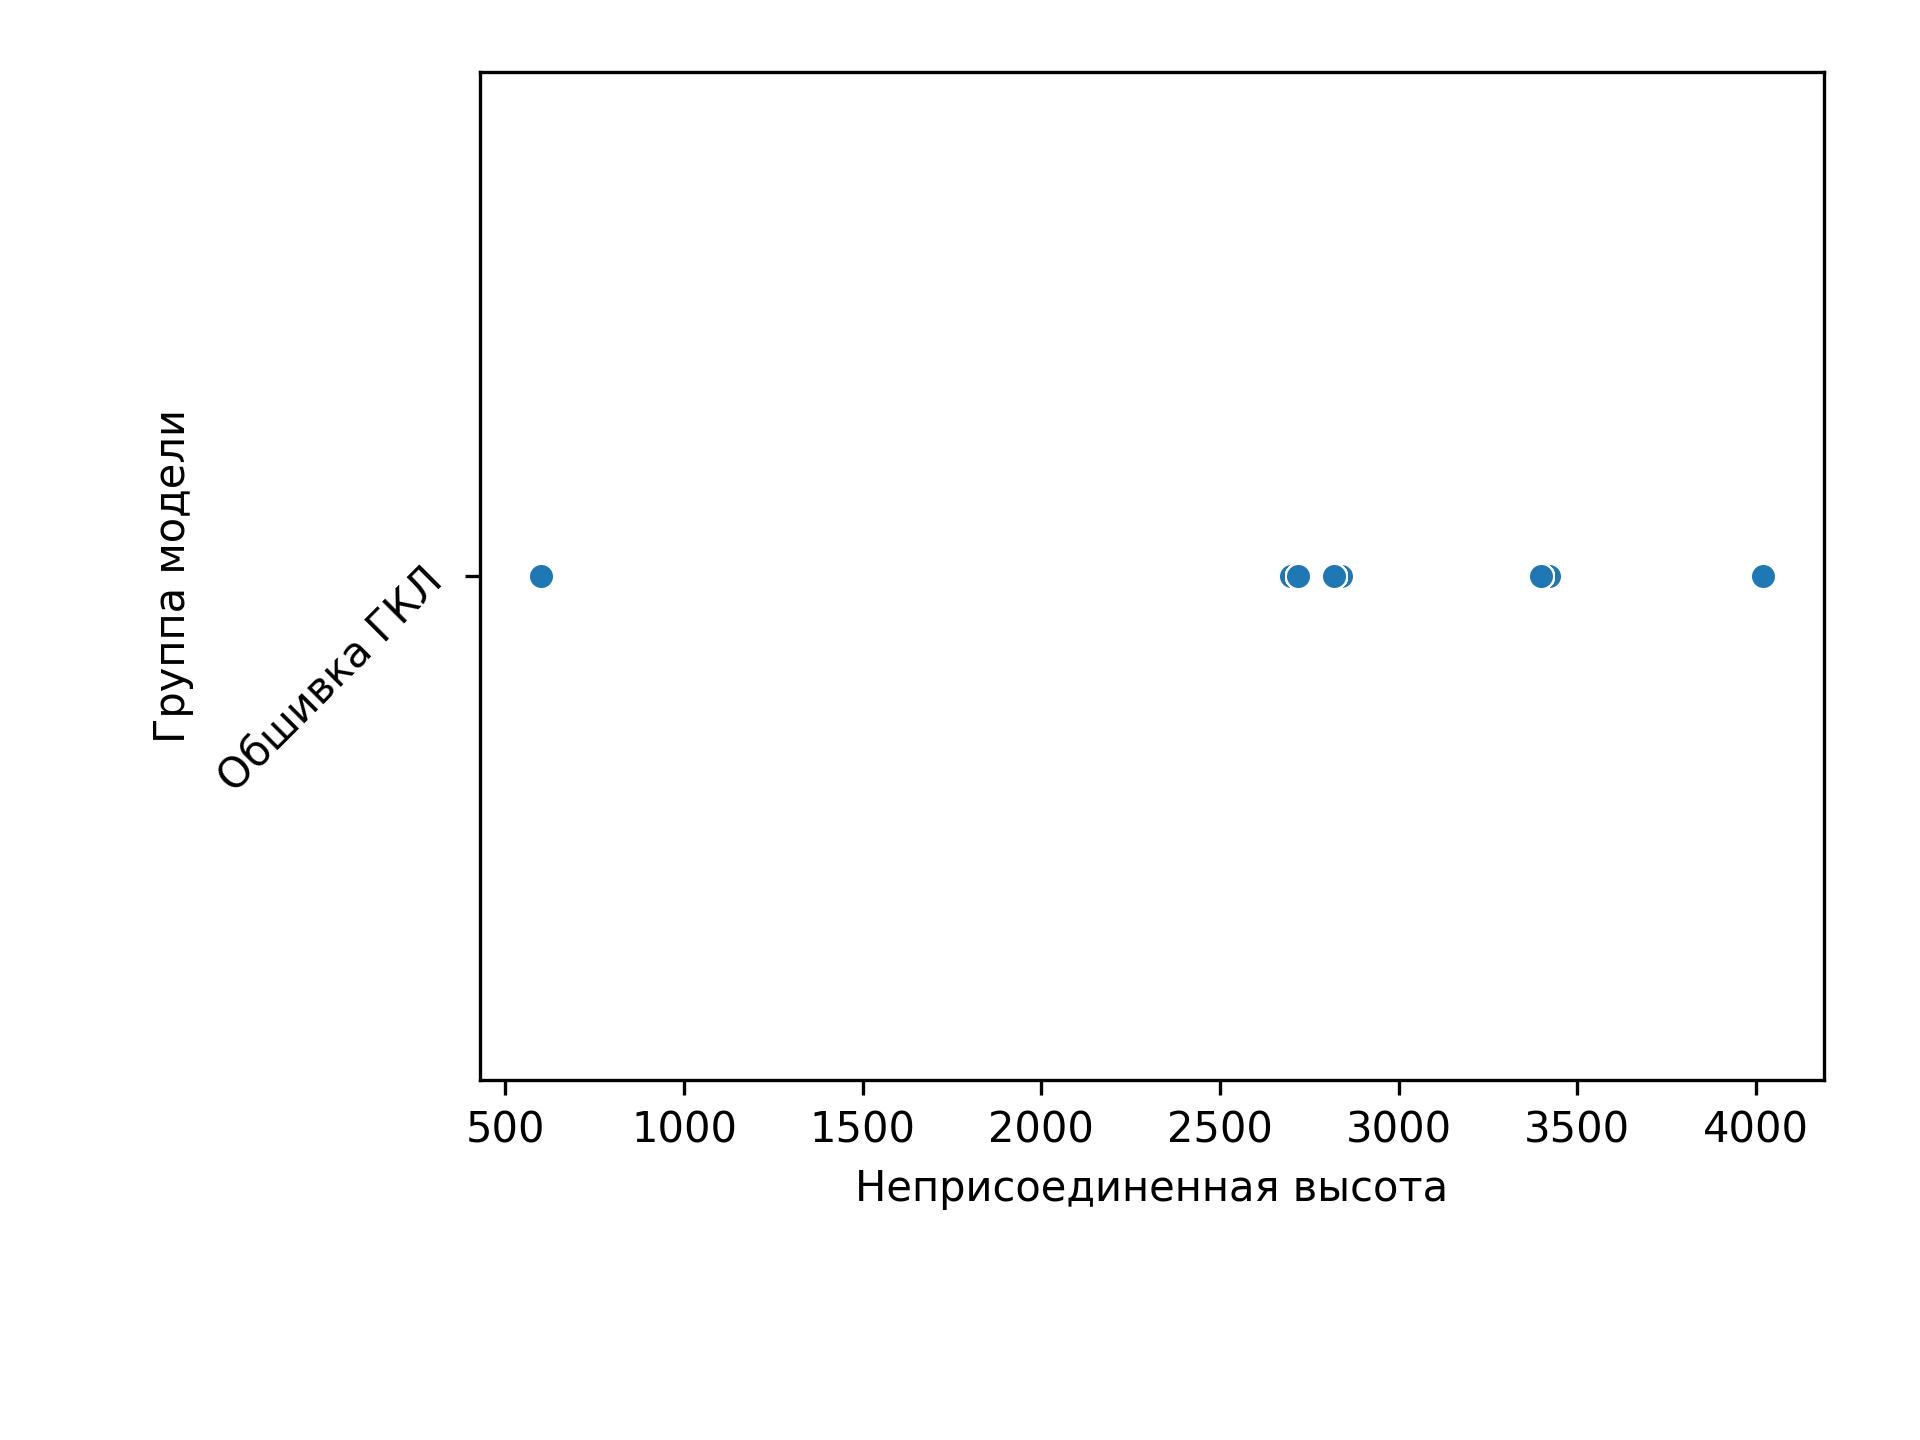 Группа модели
Обшивка ГКЛ
500 1000 1500 2000 2500 3000 3500 4000
Неприсоединенная высота